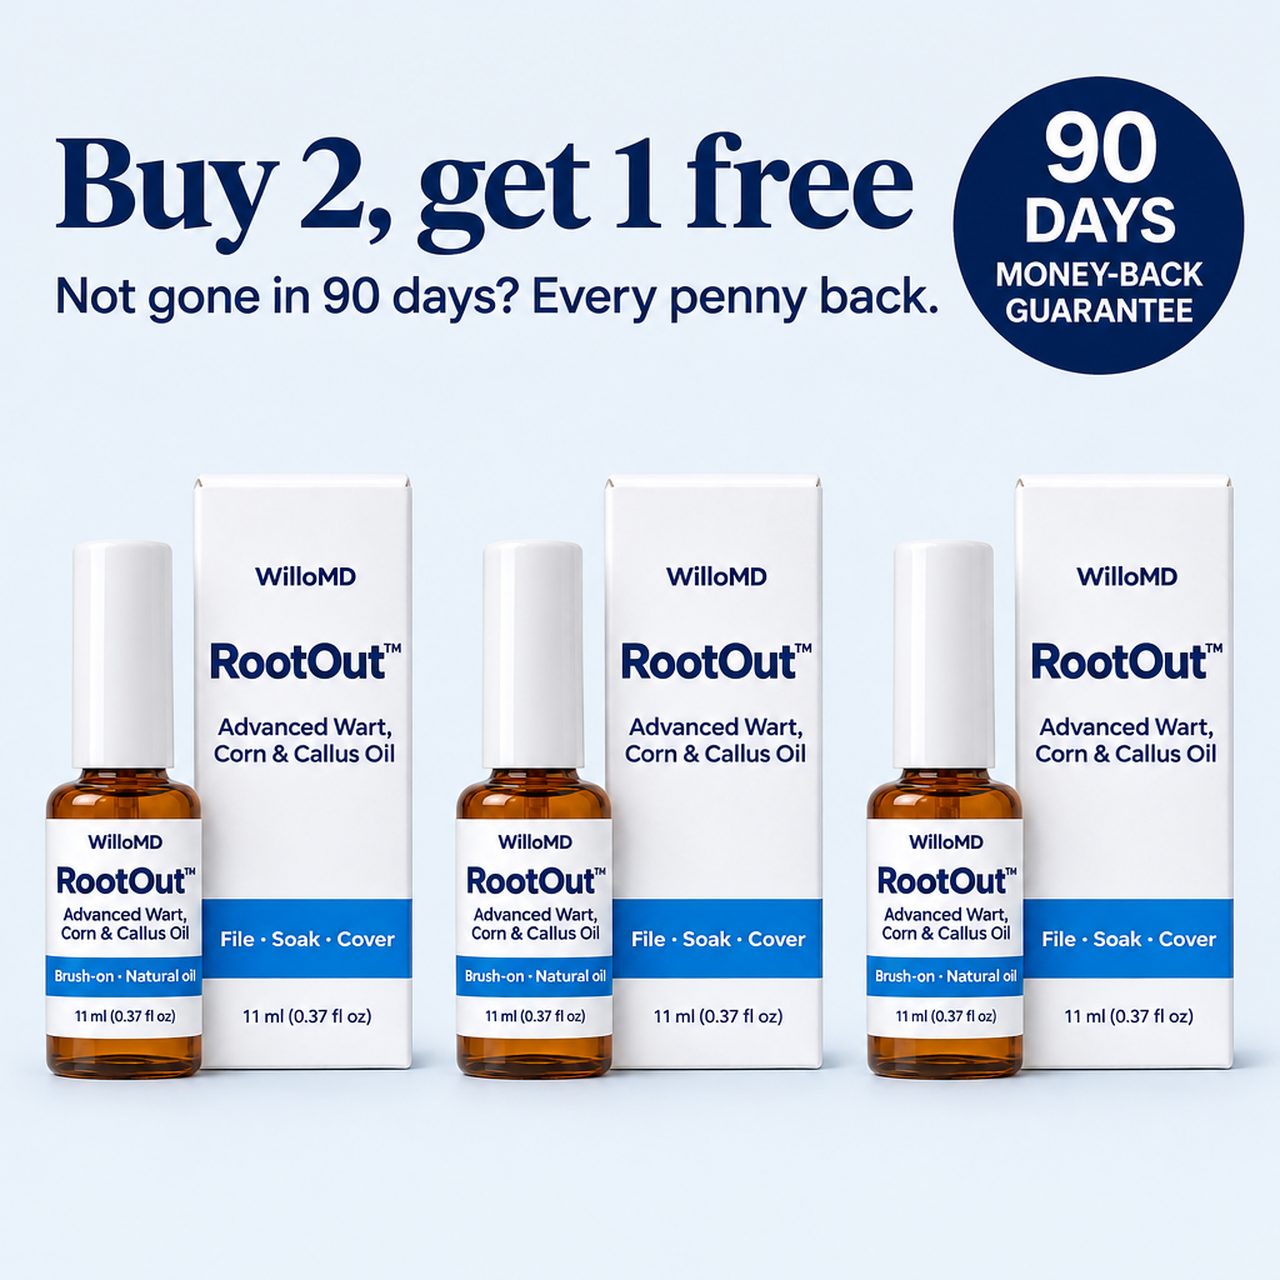 Buy 2, get 1 free
Not gone in 90 days? Every penny back.
90
DAYS
MONEY-BACK
GUARANTEE
WilloMD
RootOut™
Advanced Wart,
Corn & Callus Oil
File · Soak · Cover
11 ml (0.37 fl oz)
WilloMD
RootOut™
Advanced Wart,
Corn & Callus Oil
Brush-on · Natural oil
11 ml (0.37 fl oz)
WilloMD
RootOut™
Advanced Wart,
Corn & Callus Oil
File · Soak · Cover
11 ml (0.37 fl oz)
WilloMD
RootOut™
Advanced Wart,
Corn & Callus Oil
Brush-on · Natural oil
11 ml (0.37 fl oz)
WilloMD
RootOut™
Advanced Wart,
Corn & Callus Oil
File · Soak · Cover
11 ml (0.37 fl oz)
WilloMD
RootOut™
Advanced Wart,
Corn & Callus Oil
Brush-on · Natural oil
11 ml (0.37 fl oz)